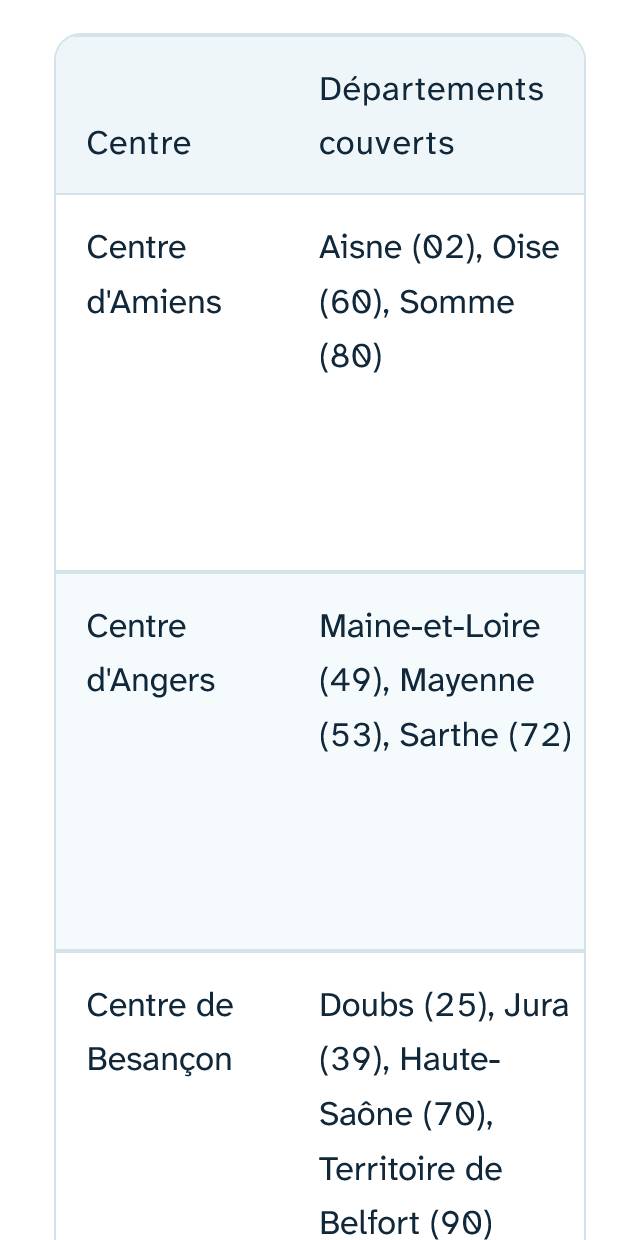 Centre
Départements
couverts
Centre
d'Amiens
Aisne (02), Oise
(60), Somme
(80)
Centre
d'Angers
Maine-et-Loire
(49), Mayenne
(53), Sarthe (72)
Centre de
Besançon
Doubs (25), Jura
(39), Haute-
Saône (70),
Territoire de
Belfort (90)